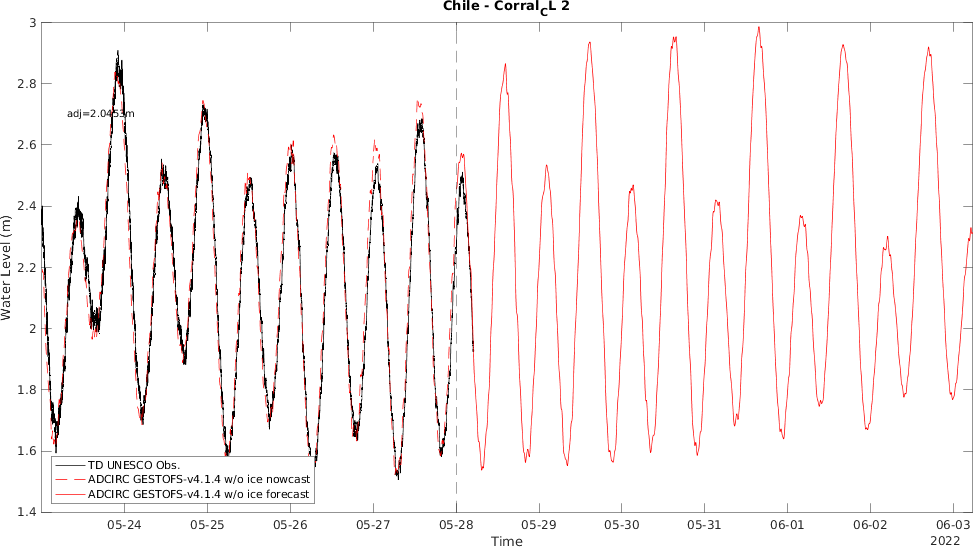 Chile - Corral_CL 2
3
2.8
adj=2.0453m
2.6
2.4
2.2
2
1.8
1.6
1.4
Water Level (m)
TD UNESCO Obs.
ADCIRC GESTOFS-v4.1.4 w/o ice nowcast
ADCIRC GESTOFS-v4.1.4 w/o ice forecast
05-24 05-25 05-26 05-27 05-28 05-29 05-30 05-31 06-01 06-02 06-03
Time
2022